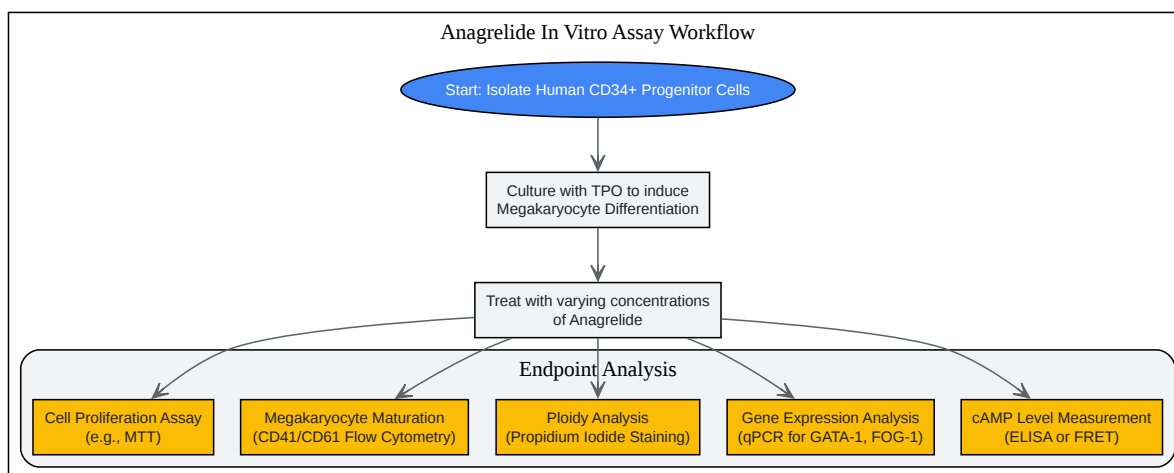 Anagrelide In Vitro Assay Workflow
Start: Isolate Human CD34+ Progenitor Cells
Culture with TPO to induce
Megakaryocyte Differentiation
Treat with varying concentrations
of Anagrelide
Endpoint Analysis
Cell Proliferation Assay
(e.g., MTT)
Megakaryocyte Maturation
(CD41/CD61 Flow Cytometry)
Ploidy Analysis
(Propidium Iodide Staining)
Gene Expression Analysis
(qPCR for GATA-1, FOG-1)
cAMP Level Measurement
(ELISA or FRET)